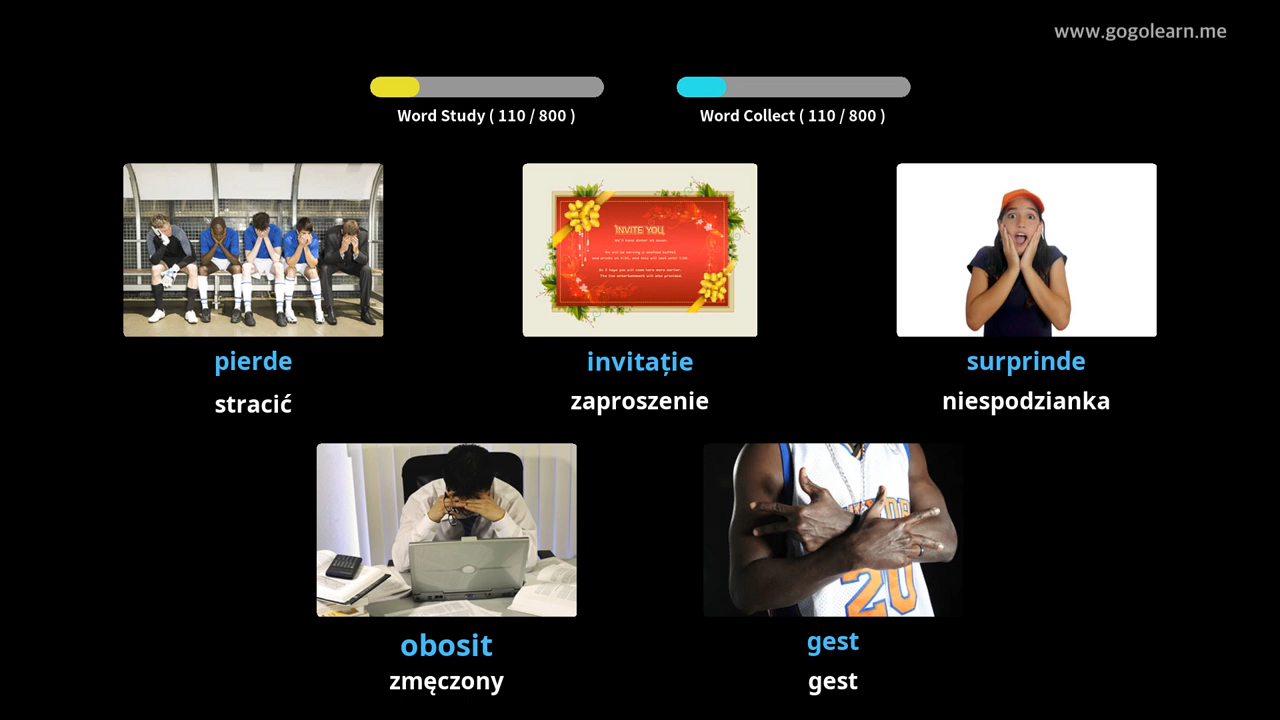 www.gogolearn.me
Word Study ( 110 / 800 )
Word Collect ( 110 / 800 )
INVITE YOU
pierde
invitație
surprinde
stracić
zaproszenie
niespodzianka
20
obosit
gest
zmęczony
gest